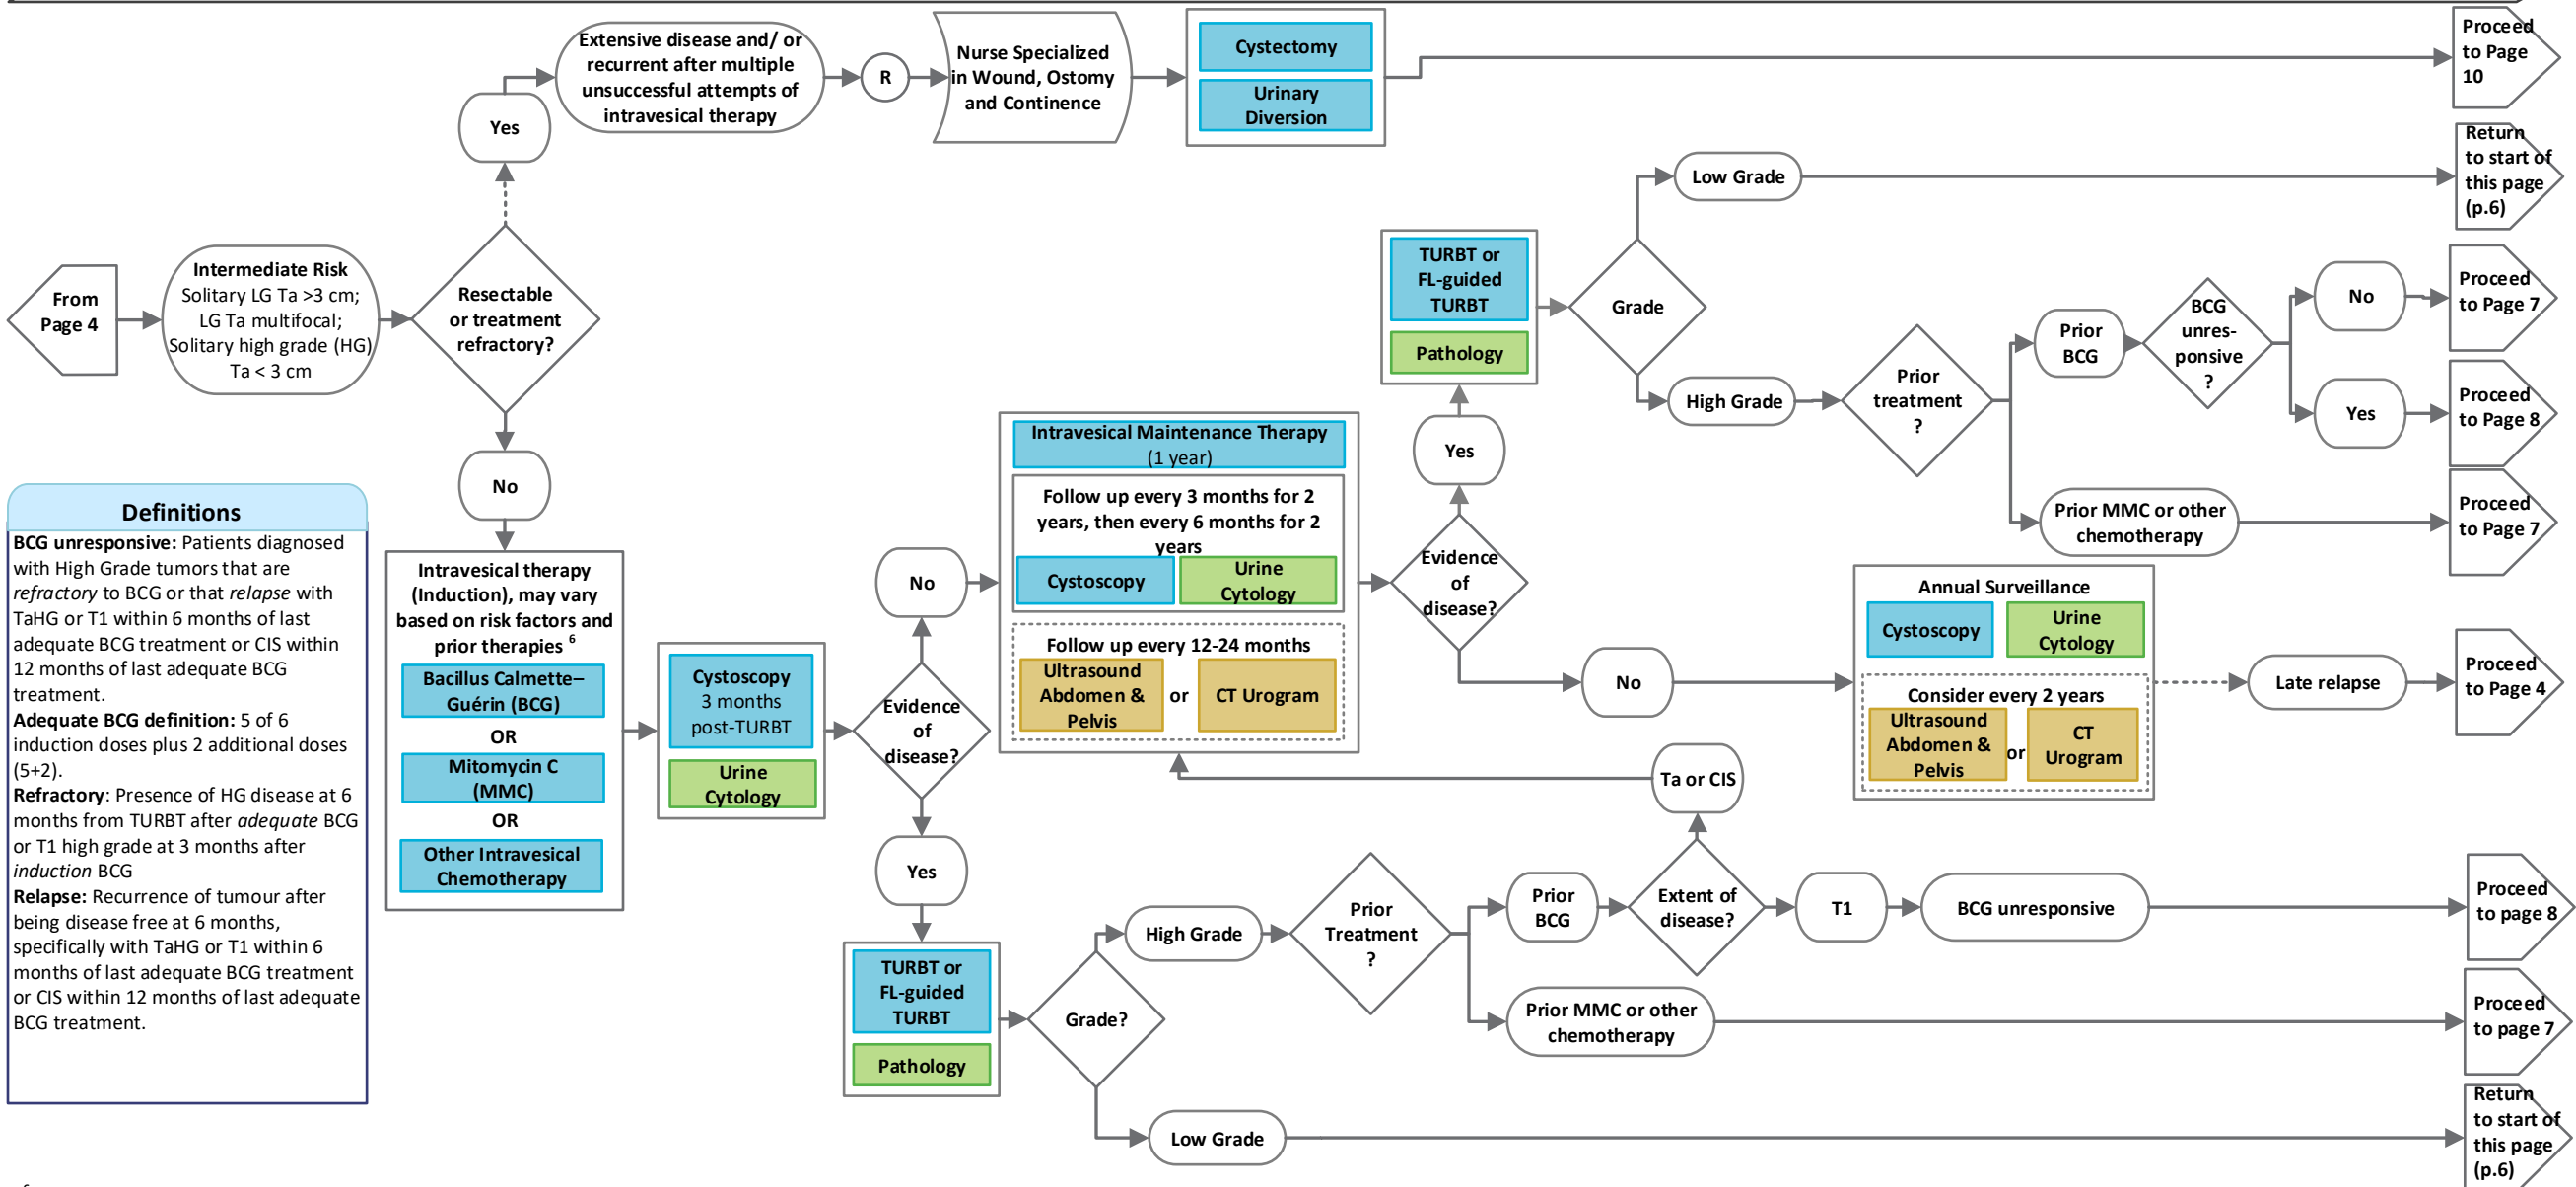 Extensive disease and/ or
recurrent after multiple
unsuccessful attempts of
intravesical therapy
R
Nurse Specialized
in Wound, Ostomy
and Continence
Cystectomy
Urinary
Diversion
Proceed
to Page
10
Yes
Low Grade
Return
to start of
this page
(p.6)
From
Page 4
Intermediate Risk
Solitary LG Ta >3 cm;
LG Ta multifocal;
Solitary high grade (HG)
Ta < 3 cm
Resectable
or treatment
refractory?
No
TURBT or
FL-guided
TURBT
Pathology
Grade
High Grade
Prior
treatment
?
Prior
BCG
BCG
unres-
ponsive
?
No
Proceed
to Page 7
Yes
Proceed
to Page 8
Prior MMC or other
chemotherapy
Proceed
to Page 7
Definitions
BCG unresponsive: Patients diagnosed
with High Grade tumors that are
refractory to BCG or that relapse with
TaHG or T1 within 6 months of last
adequate BCG treatment or CIS within
12 months of last adequate BCG
treatment.
Adequate BCG definition: 5 of 6
induction doses plus 2 additional doses
(5+2).
Refractory: Presence of HG disease at 6
months from TURBT after adequate BCG
or T1 high grade at 3 months after
induction BCG
Relapse: Recurrence of tumour after
being disease free at 6 months,
specifically with TaHG or T1 within 6
months of last adequate BCG treatment
or CIS within 12 months of last adequate
BCG treatment.
Intravesical therapy
(Induction), may vary
based on risk factors and
prior therapies 6
Bacillus Calmette–
Guérin (BCG)
OR
Mitomycin C
(MMC)
OR
Other Intravesical
Chemotherapy
Cystoscopy
3 months
post-TURBT
Urine
Cytology
Evidence
of
disease?
No
Intravesical Maintenance Therapy
(1 year)
Follow up every 3 months for 2
years, then every 6 months for 2
years
Cystoscopy
Urine
Cytology
Follow up every 12-24 months
Ultrasound
Abdomen &
Pelvis
or
CT Urogram
Yes
Evidence
of
disease?
No
Annual Surveillance
Cystoscopy
Urine
Cytology
Consider every 2 years
Ultrasound
Abdomen &
Pelvis
or
CT
Urogram
Late relapse
Proceed
to Page 4
Yes
TURBT or
FL-guided
TURBT
Pathology
Grade?
High Grade
Prior
Treatment
?
Prior
BCG
Extent of
disease?
Ta or CIS
T1
BCG unresponsive
Proceed
to page 8
Prior MMC or other
chemotherapy
Proceed
to page 7
Low Grade
Return
to start of
this page
(p.6)